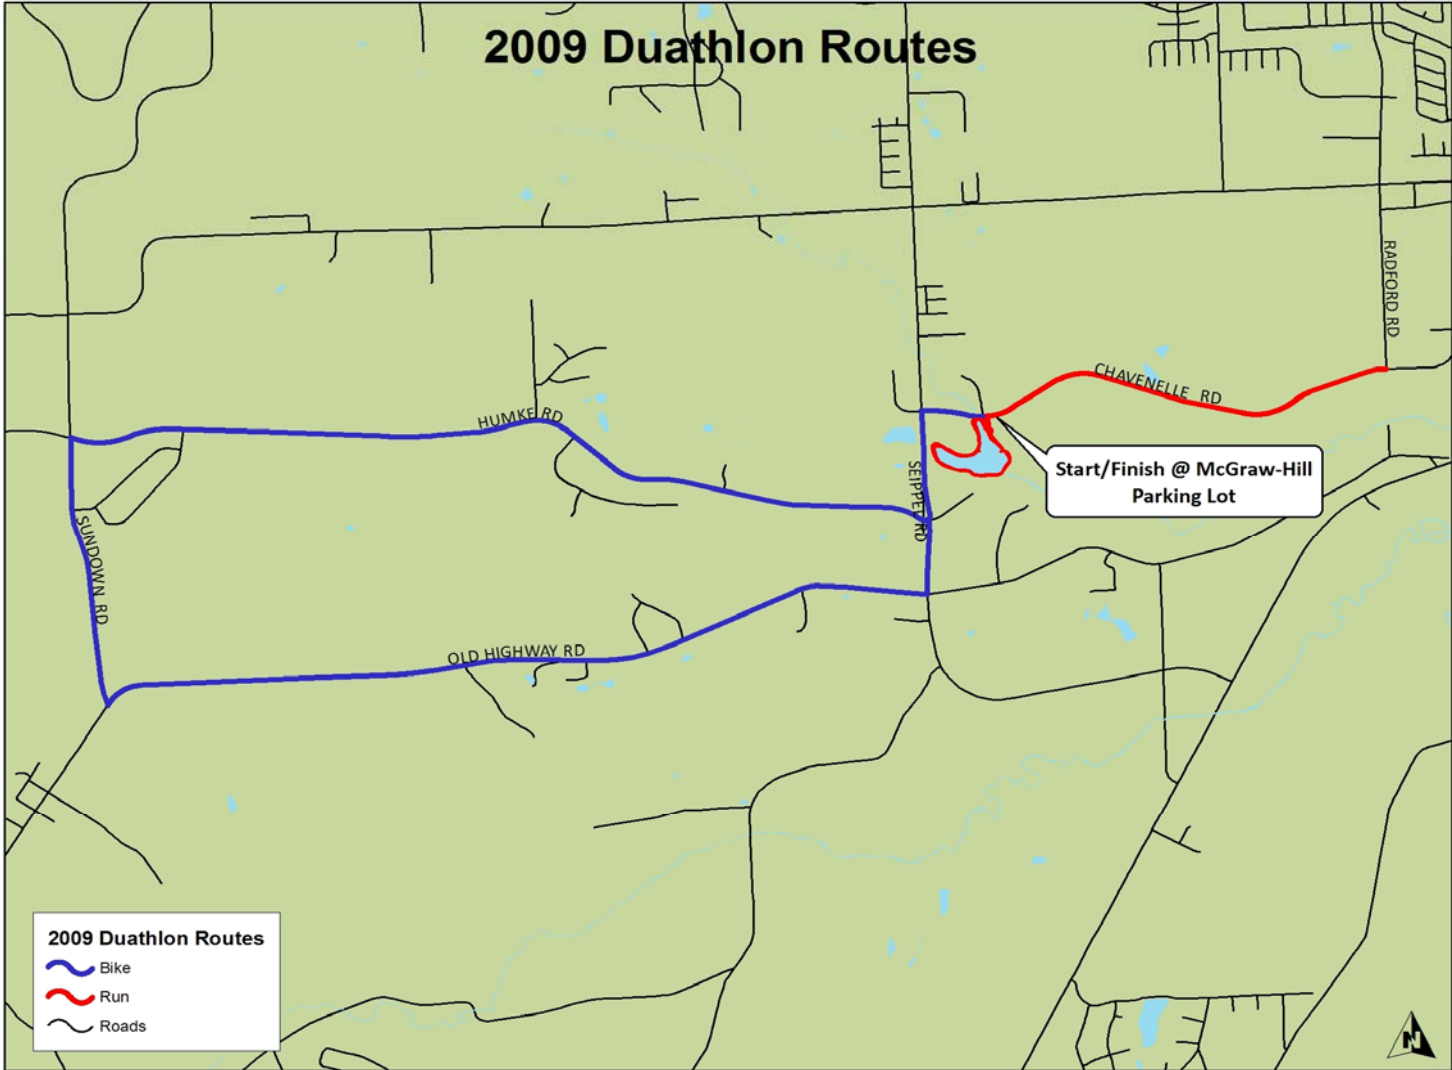 2009 Duathlon Routes
RADFORD RD
CHAVENELLE RD
HUMKE RD
Start/Finish @ McGraw-Hill
Parking Lot
SEIPPEL RD
SUNDOWN RD
OLD HIGHWAY RD
2009 Duathlon Routes
Bike
Run
Roads
N